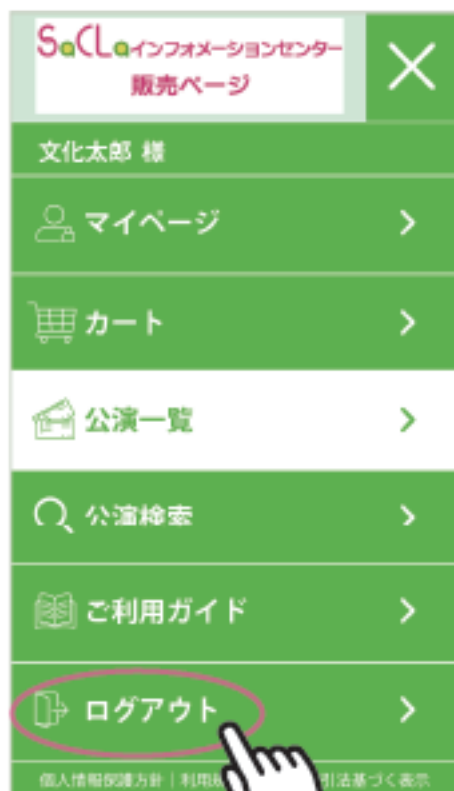 SaCLaインフォメーションセンター
販売ページ
文化太郎 様
マイページ
カート
公演一覧
公演検索
ご利用ガイド
ログアウト
個人情報保護方針 | 利用規 引法基づく表示